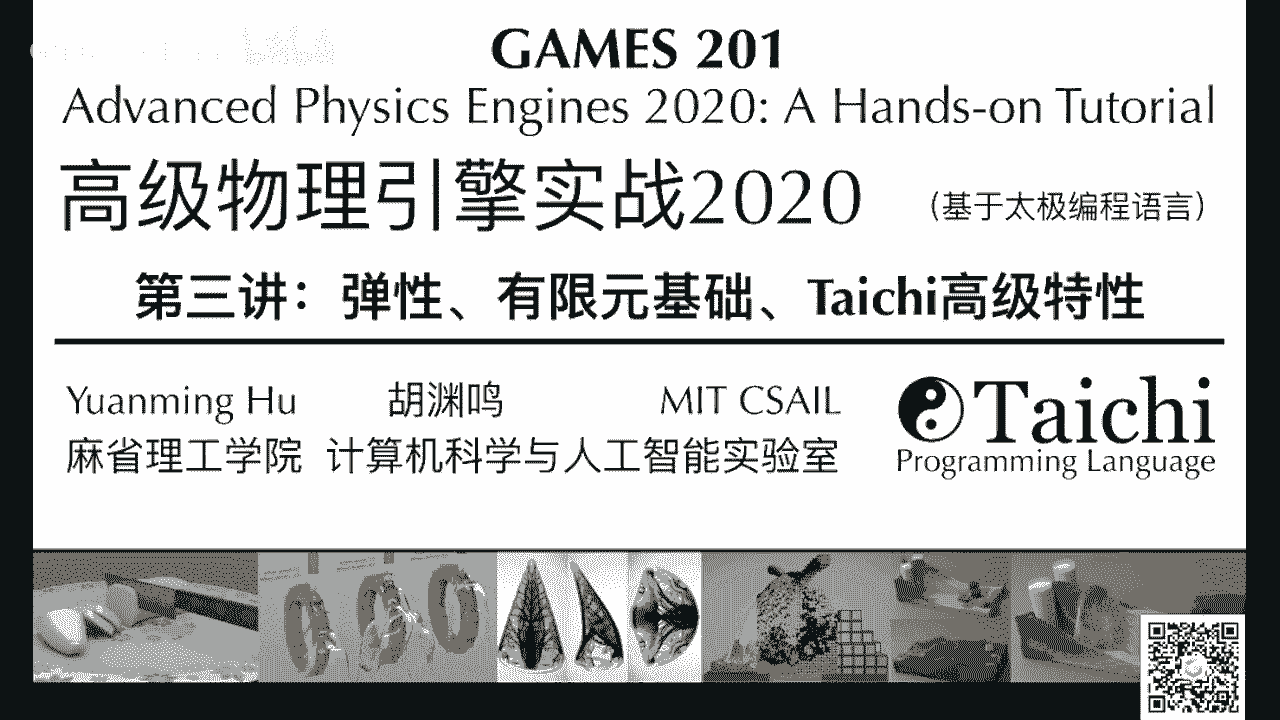 GAMES 201
Advanced Physics Engines 2020: A Hands-on Tutorial
高级物理引擎实战2020 (基于太极编程语言)
第三讲：弹性、有限元基础、Taichi高级特性
Yuanming Hu 胡渊鸣 MIT CSAIL
麻省理工学院 计算机科学与人工智能实验室
Taichi
Programming Language